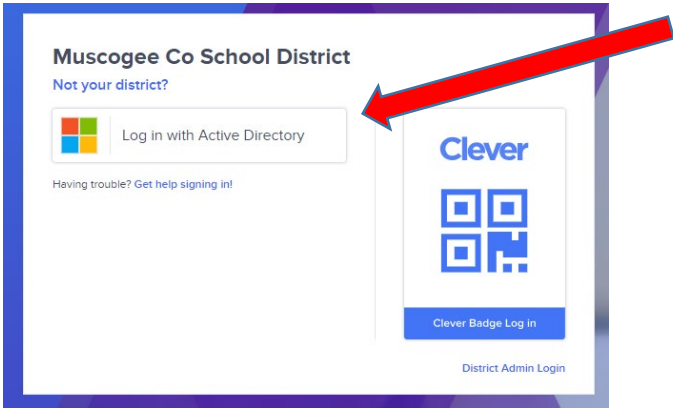 Muscogee Co School District
Not your district?
Log in with Active Directory
Having trouble? Get help signing in!
Clever
Clever Badge Log in
District Admin Login